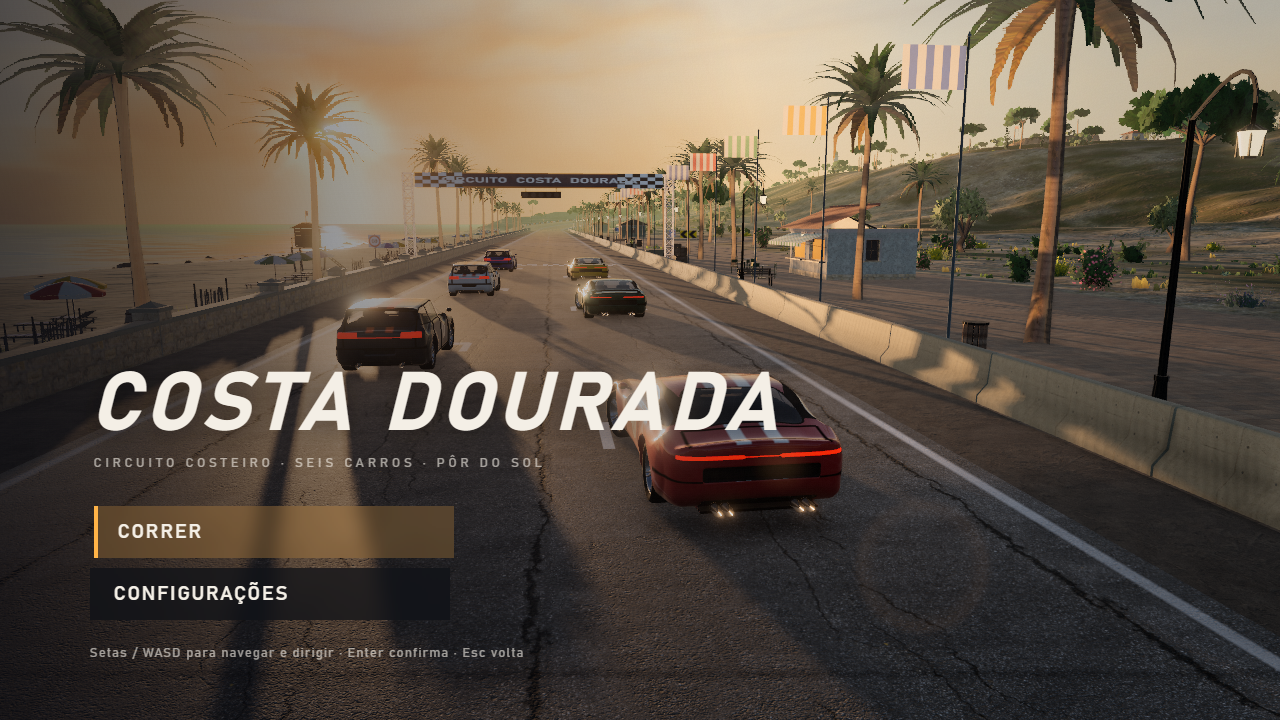 CIRCUITO COSTA DOURADA
COSTA DOURADA
CIRCUITO COSTEIRO · SEIS CARROS · PÔR DO SOL
CORRER
CONFIGURAÇÕES
Setas / WASD para navegar e dirigir · Enter confirma · Esc volta